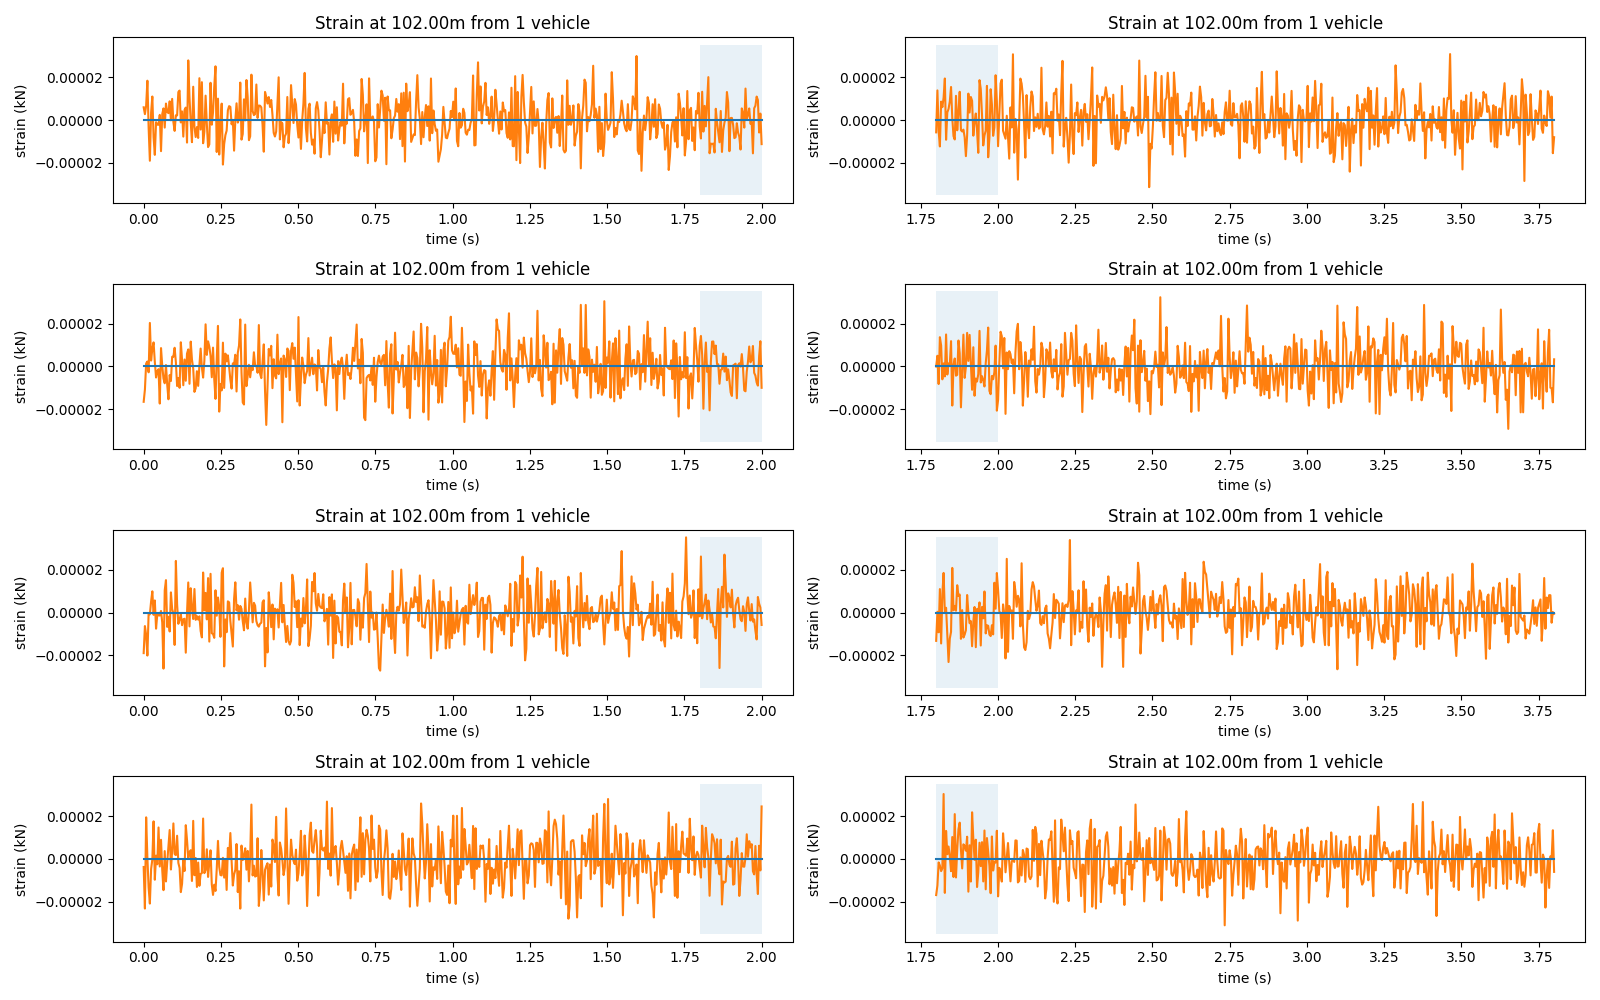 Strain at 102.00m from 1 vehicle
strain (kN)
0.00002
0.00000
−0.00002
0.00 0.25 0.50 0.75 1.00 1.25 1.50 1.75 2.00
time (s)
Strain at 102.00m from 1 vehicle
strain (kN)
0.00002
0.00000
−0.00002
1.75 2.00 2.25 2.50 2.75 3.00 3.25 3.50 3.75
time (s)
Strain at 102.00m from 1 vehicle
strain (kN)
0.00002
0.00000
−0.00002
0.00 0.25 0.50 0.75 1.00 1.25 1.50 1.75 2.00
time (s)
Strain at 102.00m from 1 vehicle
strain (kN)
0.00002
0.00000
−0.00002
1.75 2.00 2.25 2.50 2.75 3.00 3.25 3.50 3.75
time (s)
Strain at 102.00m from 1 vehicle
strain (kN)
0.00002
0.00000
−0.00002
0.00 0.25 0.50 0.75 1.00 1.25 1.50 1.75 2.00
time (s)
Strain at 102.00m from 1 vehicle
strain (kN)
0.00002
0.00000
−0.00002
1.75 2.00 2.25 2.50 2.75 3.00 3.25 3.50 3.75
time (s)
Strain at 102.00m from 1 vehicle
strain (kN)
0.00002
0.00000
−0.00002
0.00 0.25 0.50 0.75 1.00 1.25 1.50 1.75 2.00
time (s)
Strain at 102.00m from 1 vehicle
strain (kN)
0.00002
0.00000
−0.00002
1.75 2.00 2.25 2.50 2.75 3.00 3.25 3.50 3.75
time (s)